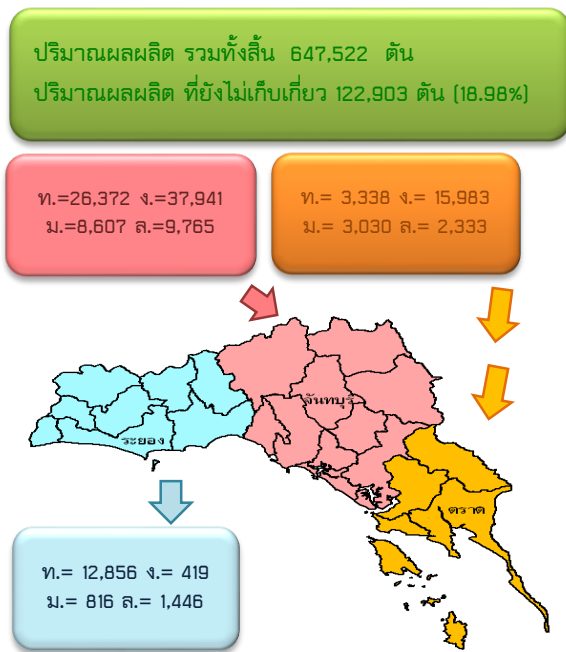 ปริมาณผลผลิต รวมทั้งสิ้น 647,522 ตัน
ปริมาณผลผลิต ที่ยังไม่เก็บเกี่ยว 122,903 ตัน (18.98%)
ท.=26,372 ง.=37,941
ม.=8,607 ล.=9,765
ท.= 3,338 ง.= 15,983
ม.= 3,030 ล.= 2,333
จันทบุรี
ระยอง
ตราด
ท.= 12,856 ง.= 419
ม.= 816 ล.= 1,446